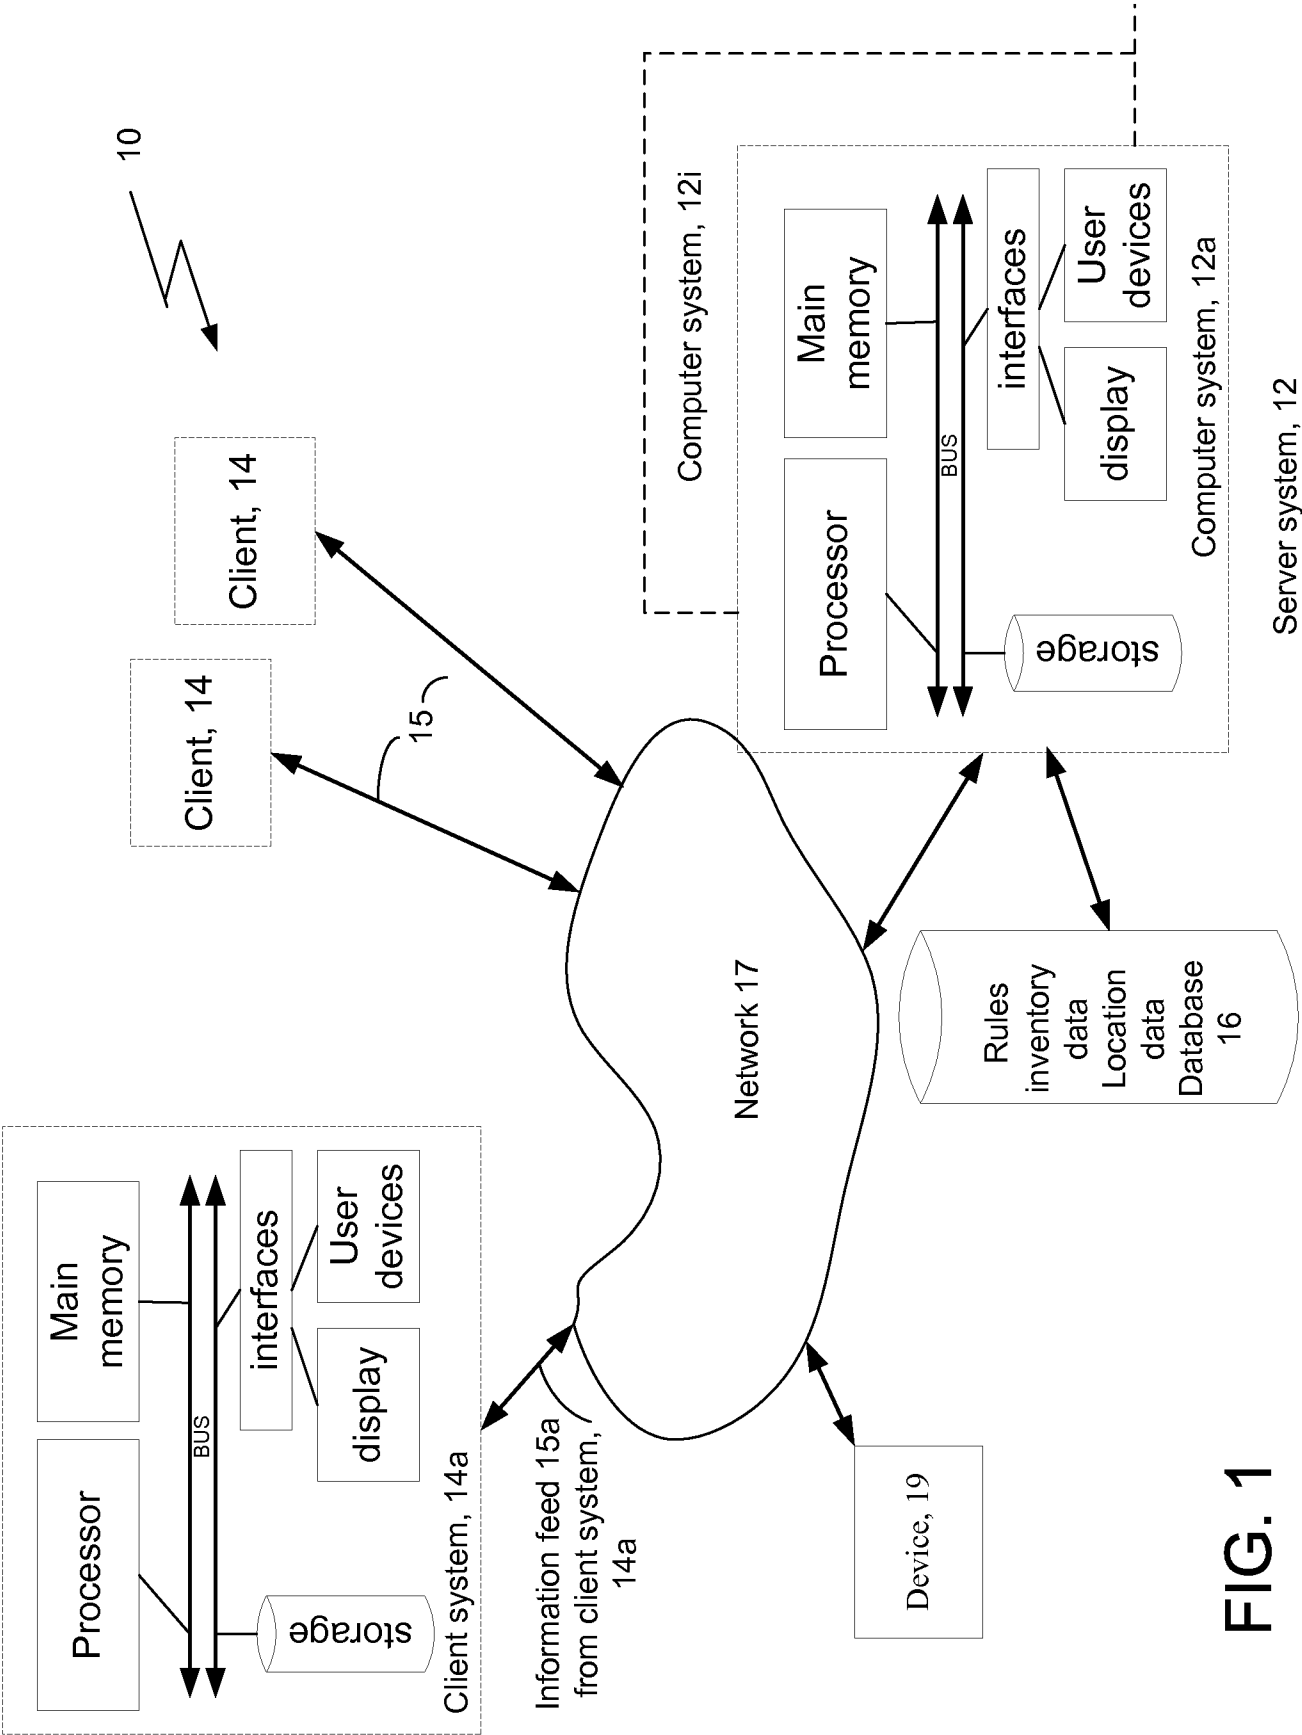 10
Client, 14
Client, 14
15
Main
memory
Processor
BUS
interfaces
User
devices
display
storage
Client system, 14a
Information feed 15a
from client system,
14a
Network 17
Device, 19
Computer system, 12i
Main
memory
Processor
BUS
interfaces
User
devices
display
storage
Computer system, 12a
Server system, 12
Rules
inventory
data
Location
data
Database
16
FIG. 1